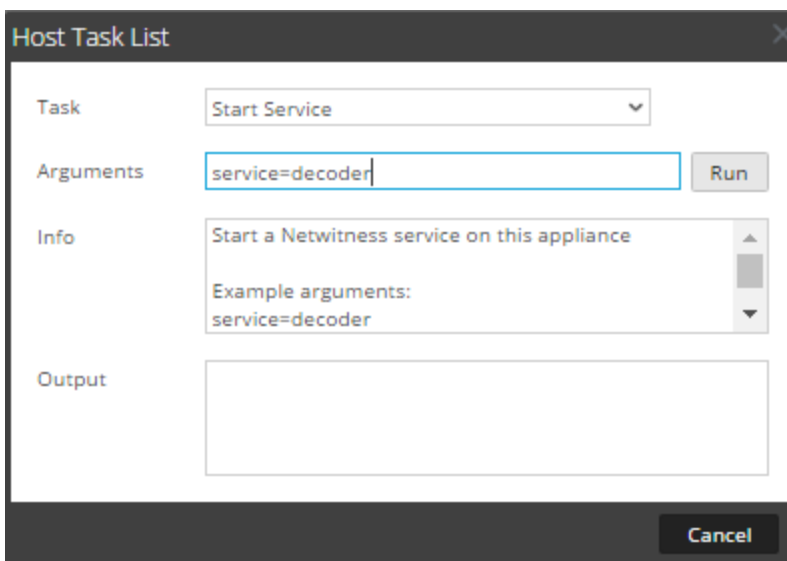 Host Task List
Task
Start Service
Arguments
service=decoder
Run
Info
Start a Netwitness service on this appliance
Example arguments:
service=decoder
Output
Cancel